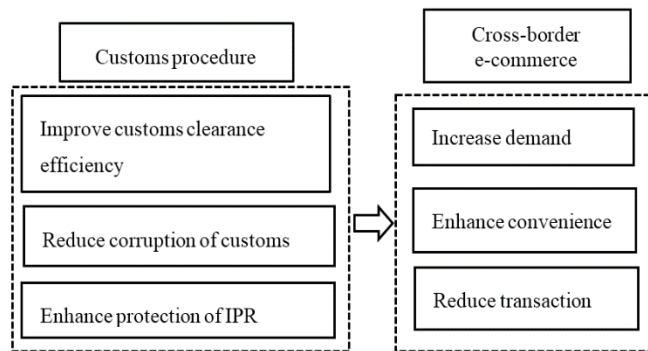 Customs procedure
Improve customs clearance
efficiency
Reduce corruption of customs
Enhance protection of IPR
Cross-border
e-commerce
Increase demand
Enhance convenience
Reduce transaction